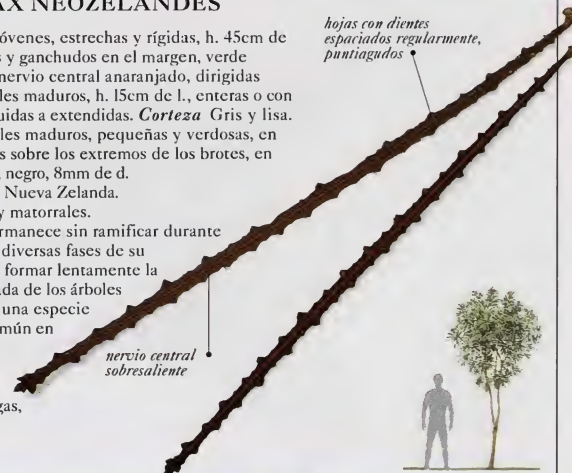 AX NEOZELANDÉS
óvenes, estrechas y rígidas, h. 45cm de
s y ganchudos en el margen, verde
nervio central anaranjado, dirigidas
les maduros, h. 15cm de l., enteras o con
uidas a extendidas. Corteza Gris y lisa.
les maduros, pequeñas y verdosas, en
s sobre los extremos de los brotes, en
, negro, 8mm de d.
Nueva Zelanda.
y matorrales.
rmanece sin ramificar durante
diversas fases de su
formar lentamente la
ada de los árboles
una especie
mún en
gas,
hojas con dientes
espaciados regularmente,
puntiagudos
nervio central
sobresaliente